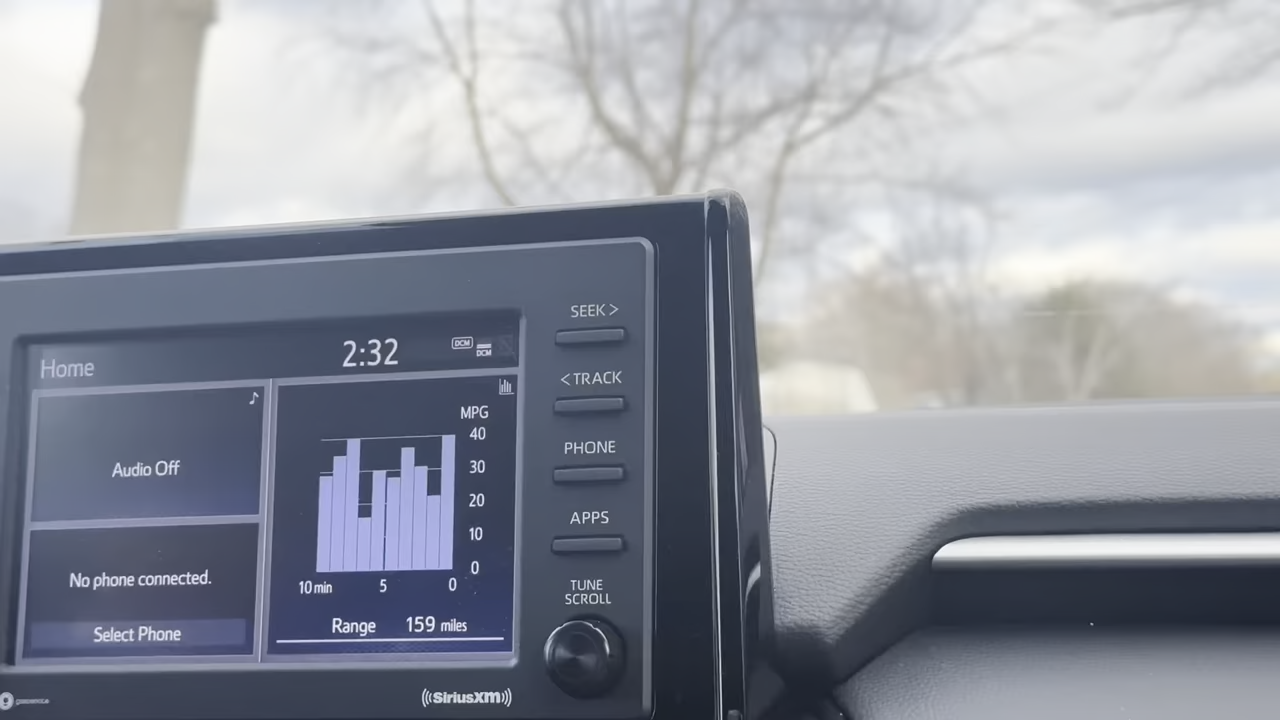 SEEK >
< TRACK
PHONE
APPS
TUNE
SCROLL
Home
2:32
DCM
DCM
Audio Off
No phone connected.
Select Phone
MPG
40
30
20
10
0
10 min 5 0
Range 159 miles
((SiriusXM))